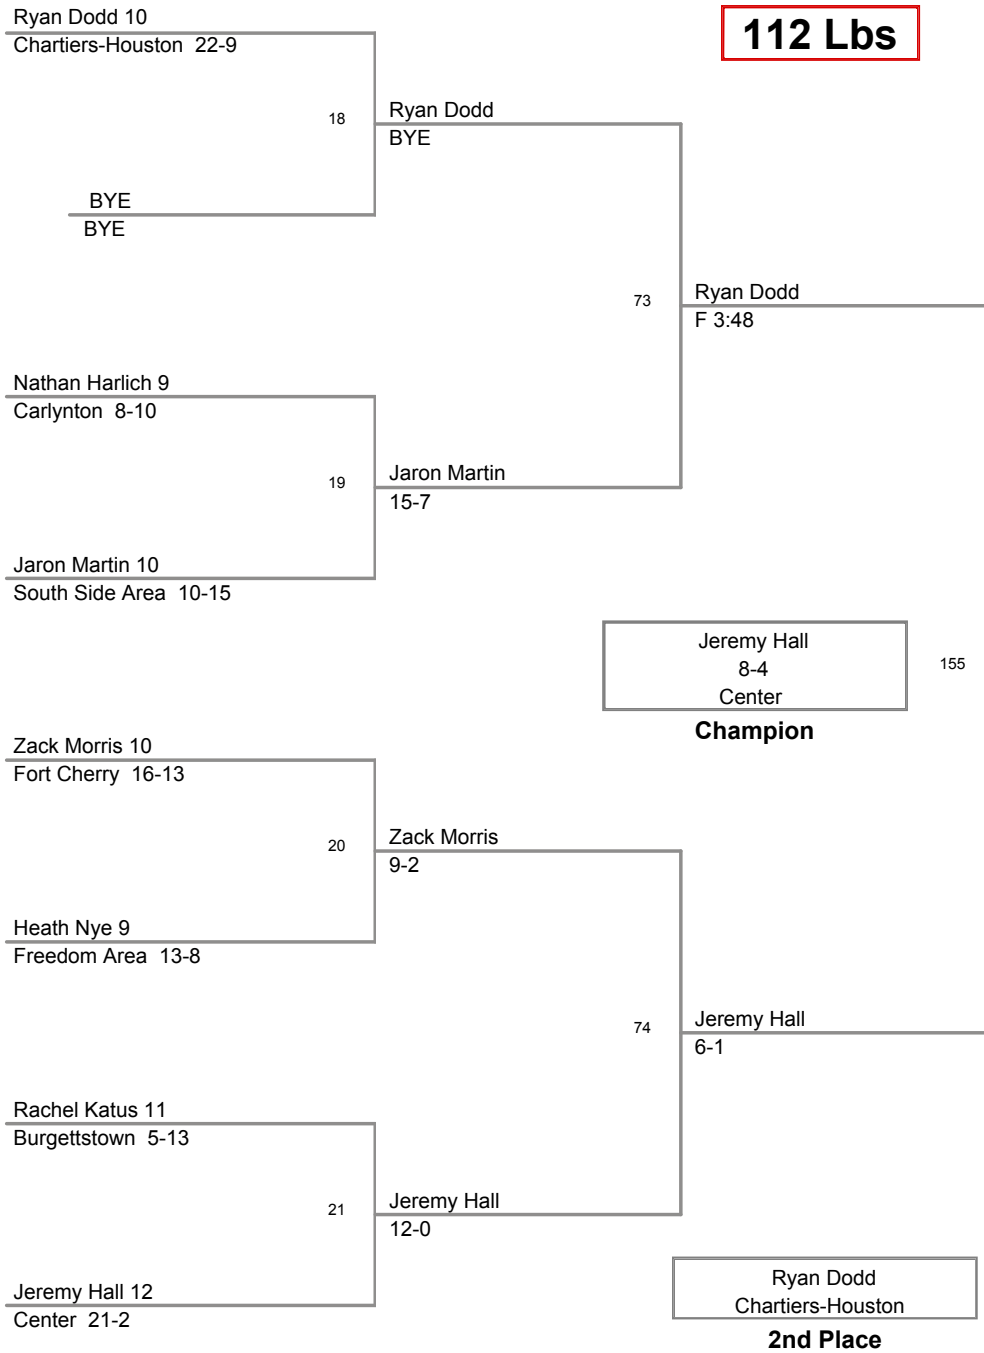 Ryan Dodd 10
Chartiers-Houston 22-9
112 Lbs
18
Ryan Dodd
BYE
BYE
BYE
73
Ryan Dodd
F 3:48
Nathan Harlich 9
Carlynton 8-10
19
Jaron Martin
15-7
Jaron Martin 10
South Side Area 10-15
Jeremy Hall
8-4
Center
155
Champion
Zack Morris 10
Fort Cherry 16-13
20
Zack Morris
9-2
Heath Nye 9
Freedom Area 13-8
74
Jeremy Hall
6-1
Rachel Katus 11
Burgettstown 5-13
21
Jeremy Hall
12-0
Jeremy Hall 12
Center 21-2
Ryan Dodd
Chartiers-Houston
2nd Place